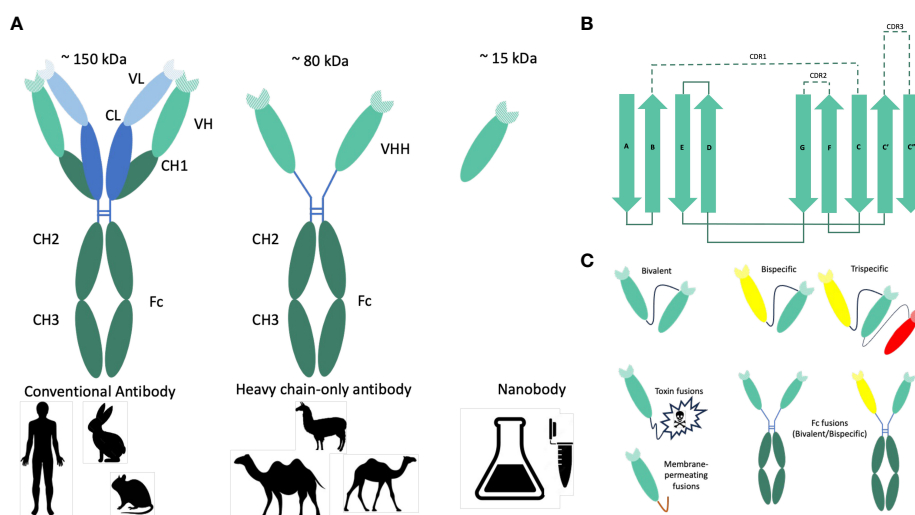 A
~ 150 kDa
~ 80 kDa
~ 15 kDa
VL
CL
VH
CH1
VHH
CH2
CH2
CH3
Fc
CH3
Fc
Conventional Antibody
Heavy chain-only antibody
Nanobody
B
CDR3
CDR1
CDR2
A
B
E
D
G
F
C
C'
C"
C
Bivalent
Bispecific
Trispecific
Toxin fusions
Fc fusions
(Bivalent/Bispecific)
Membrane-
permeating
fusions